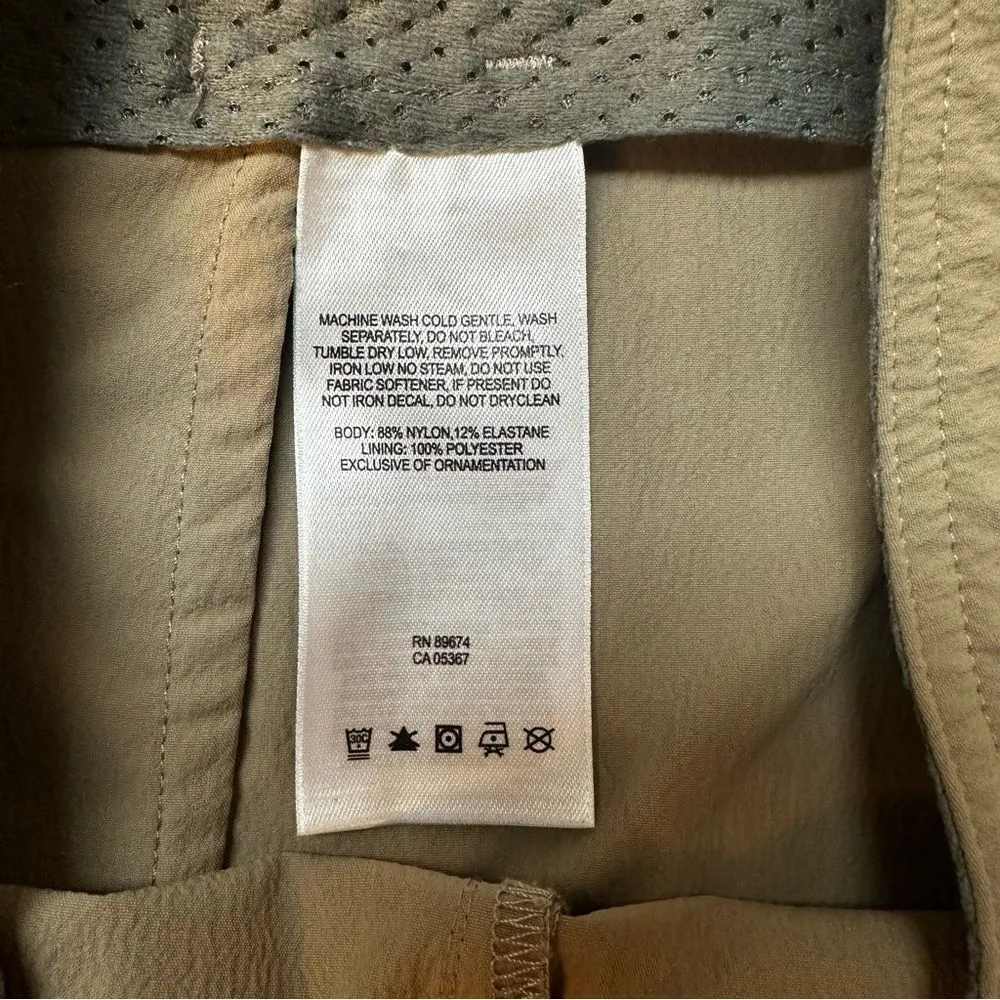 MACHINE WASH COLD GENTLE, WASH
SEPARATELY, DO NOT BLEACH,
TUMBLE DRY LOW, REMOVE PROMPTLY,
IRON LOW NO STEAM, DO NOT USE
FABRIC SOFTENER, IF PRESENT DO
NOT IRON DECAL, DO NOT DRYCLEAN
BODY: 88% NYLON,12% ELASTANE
LINING: 100% POLYESTER
EXCLUSIVE OF ORNAMENTATION
RN 89674
CA 05367
30C